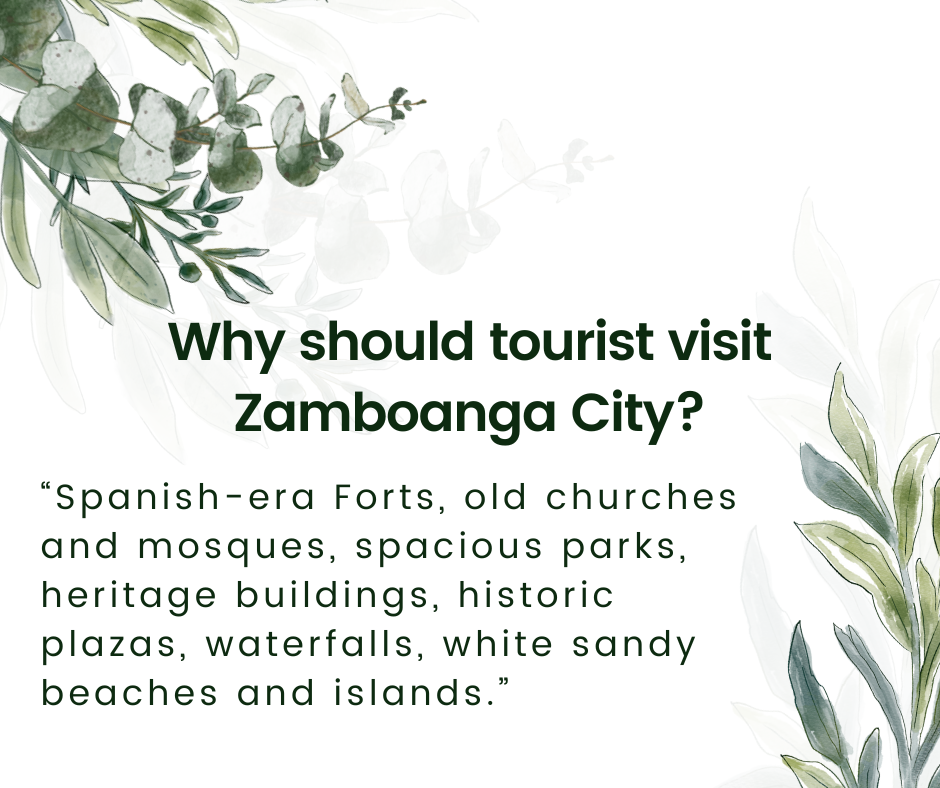 Why should tourist visit
Zamboanga City?
“Spanish-era Forts, old churches
and mosques, spacious parks,
heritage buildings, historic
plazas, waterfalls, white sandy
beaches and islands.”